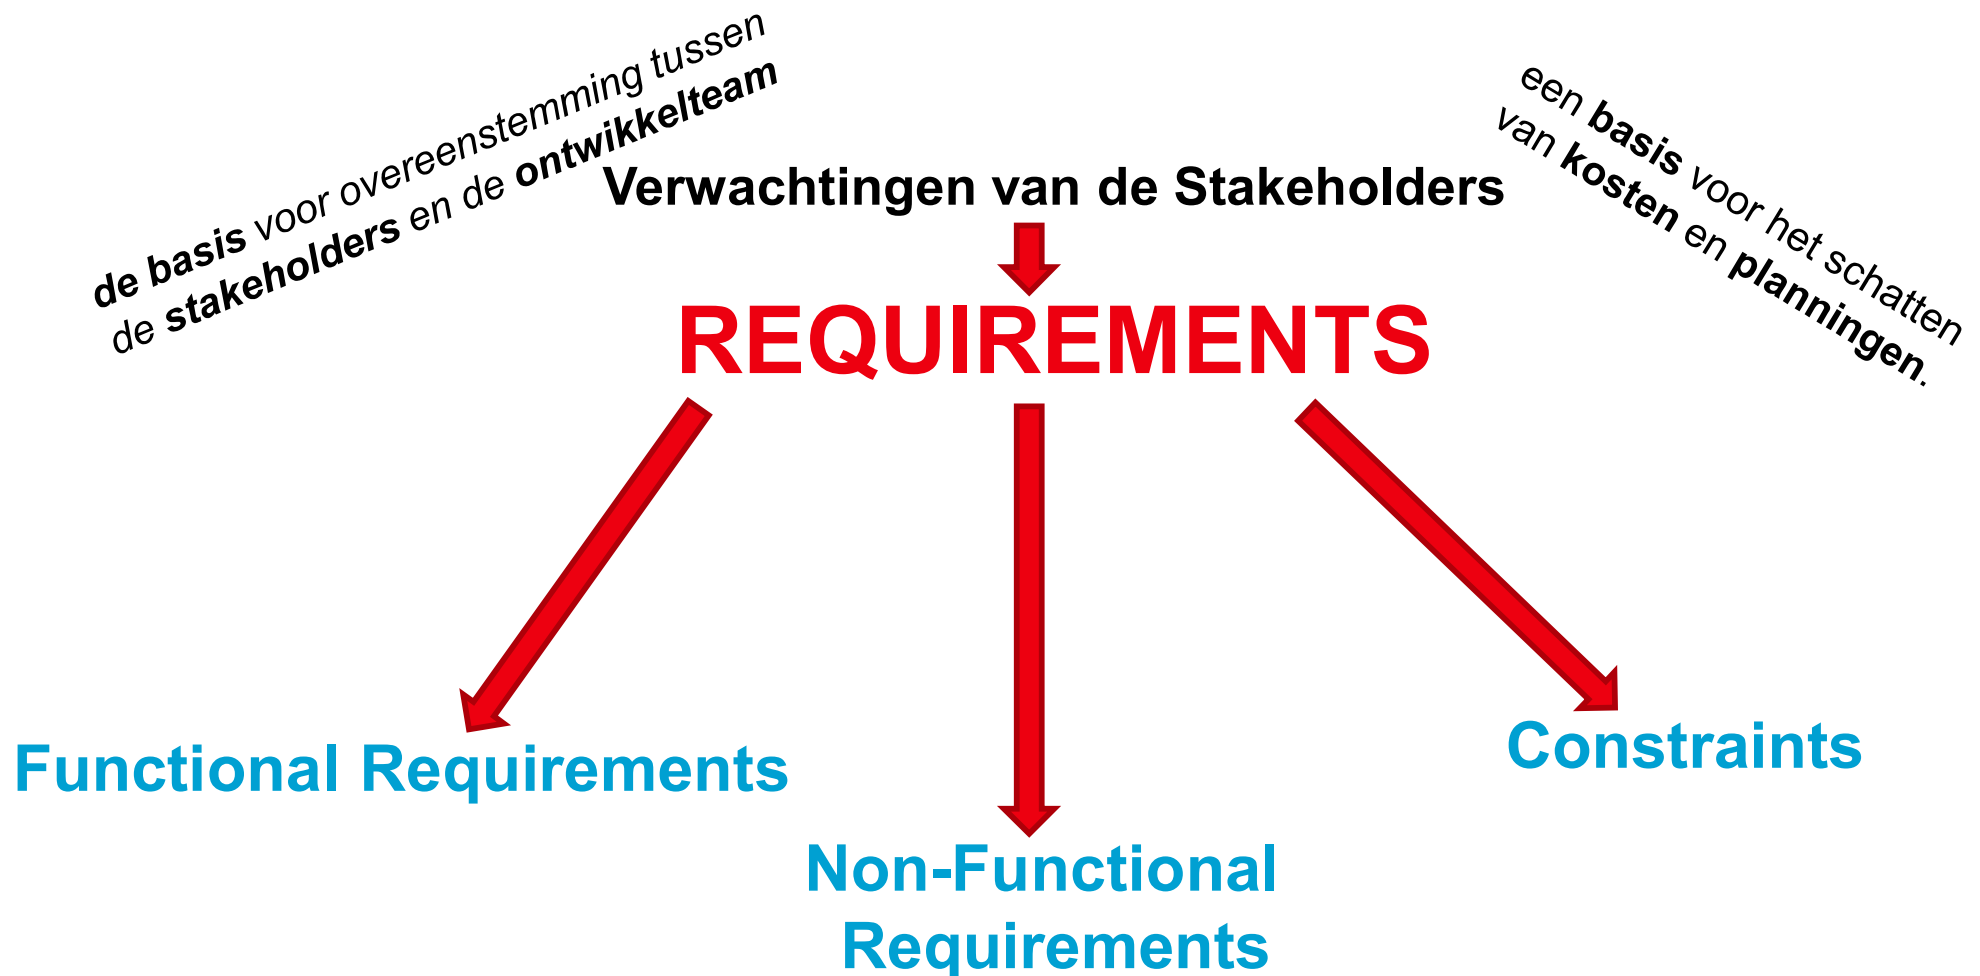 de basis voor overeenstemming tussen
de stakeholders en de ontwikkelteam
een basis voor het schatten
van kosten en planningen.
Verwachtingen van de Stakeholders
REQUIREMENTS
Functional Requirements
Constraints
Non-Functional
Requirements